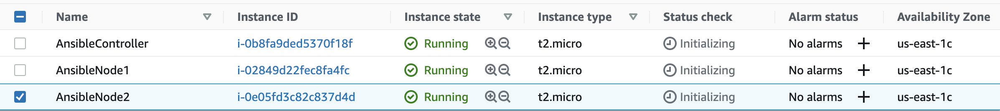 Name Instance ID Instance state Instance type Status check Alarm status Availability Zone
AnsibleController i-0b8fa9ded5370f18f Running t2.micro Initializing No alarms us-east-1c
AnsibleNode1 i-02849d22fec8fa4fc Running t2.micro Initializing No alarms us-east-1c
AnsibleNode2 i-0e05fd3c82c837d4d Running t2.micro Initializing No alarms us-east-1c